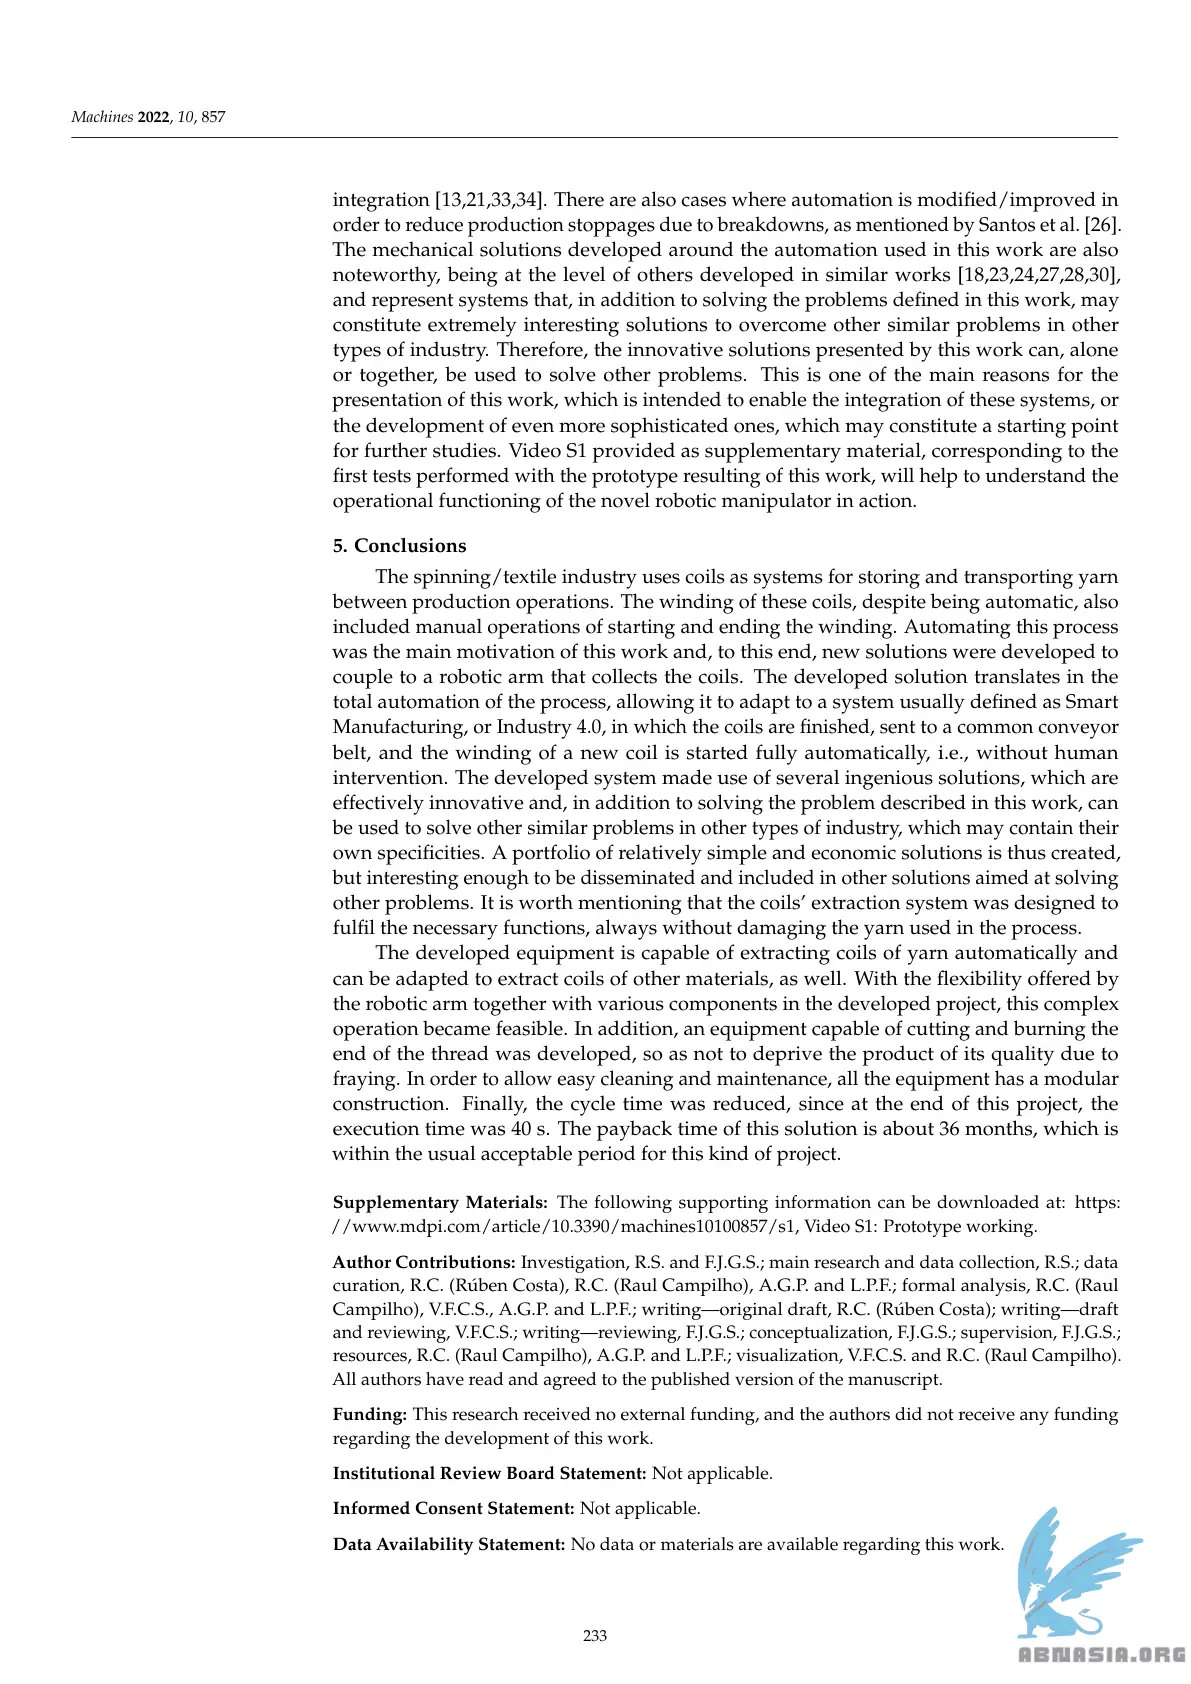 Machines 2022, 10, 857
integration [13,21,33,34]. There are also cases where automation is modified/improved in
order to reduce production stoppages due to breakdowns, as mentioned by Santos et al. [26].
The mechanical solutions developed around the automation used in this work are also
noteworthy, being at the level of others developed in similar works [18,23,24,27,28,30],
and represent systems that, in addition to solving the problems defined in this work, may
constitute extremely interesting solutions to overcome other similar problems in other
types of industry. Therefore, the innovative solutions presented by this work can, alone
or together, be used to solve other problems. This is one of the main reasons for the
presentation of this work, which is intended to enable the integration of these systems, or
the development of even more sophisticated ones, which may constitute a starting point
for further studies. Video S1 provided as supplementary material, corresponding to the
first tests performed with the prototype resulting of this work, will help to understand the
operational functioning of the novel robotic manipulator in action.
5. Conclusions
The spinning/textile industry uses coils as systems for storing and transporting yarn
between production operations. The winding of these coils, despite being automatic, also
included manual operations of starting and ending the winding. Automating this process
was the main motivation of this work and, to this end, new solutions were developed to
couple to a robotic arm that collects the coils. The developed solution translates in the
total automation of the process, allowing it to adapt to a system usually defined as Smart
Manufacturing, or Industry 4.0, in which the coils are finished, sent to a common conveyor
belt, and the winding of a new coil is started fully automatically, i.e., without human
intervention. The developed system made use of several ingenious solutions, which are
effectively innovative and, in addition to solving the problem described in this work, can
be used to solve other similar problems in other types of industry, which may contain their
own specificities. A portfolio of relatively simple and economic solutions is thus created,
but interesting enough to be disseminated and included in other solutions aimed at solving
other problems. It is worth mentioning that the coils' extraction system was designed to
fulfil the necessary functions, always without damaging the yarn used in the process.
The developed equipment is capable of extracting coils of yarn automatically and
can be adapted to extract coils of other materials, as well. With the flexibility offered by
the robotic arm together with various components in the developed project, this complex
operation became feasible. In addition, an equipment capable of cutting and burning the
end of the thread was developed, so as not to deprive the product of its quality due to
fraying. In order to allow easy cleaning and maintenance, all the equipment has a modular
construction. Finally, the cycle time was reduced, since at the end of this project, the
execution time was 40 s. The payback time of this solution is about 36 months, which is
within the usual acceptable period for this kind of project.
Supplementary Materials: The following supporting information can be downloaded at: https:
//www.mdpi.com/article/10.3390/machines10100857/s1, Video S1: Prototype working.
Author Contributions: Investigation, R.S. and F.J.G.S.; main research and data collection, R.S.; data
curation, R.C. (Rúben Costa), R.C. (Raul Campilho), A.G.P. and L.P.F.; formal analysis, R.C. (Raul
Campilho), V.F.C.S., A.G.P. and L.P.F.; writing—original draft, R.C. (Rúben Costa); writing—draft
and reviewing, V.F.C.S.; writing—reviewing, F.J.G.S.; conceptualization, F.J.G.S.; supervision, F.J.G.S.;
resources, R.C. (Raul Campilho), A.G.P. and L.P.F.; visualization, V.F.C.S. and R.C. (Raul Campilho).
All authors have read and agreed to the published version of the manuscript.
Funding: This research received no external funding, and the authors did not receive any funding
regarding the development of this work.
Institutional Review Board Statement: Not applicable.
Informed Consent Statement: Not applicable.
Data Availability Statement: No data or materials are available regarding this work.
233
ABNASIA.ORG